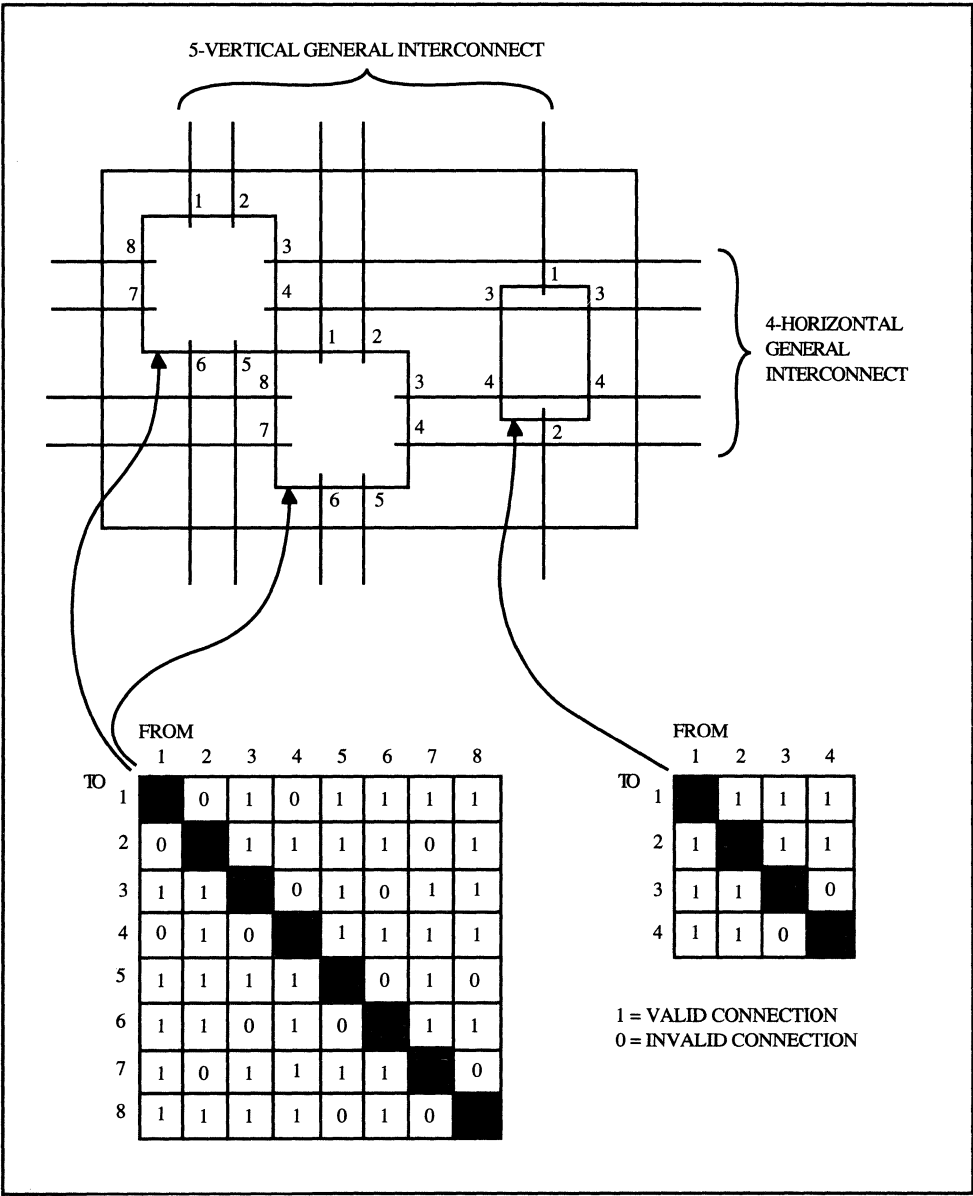 5-VERTICAL GENERAL INTERCONNECT
1 2
8 3
7 4
6 5
1 2
8 3
7 4
6 5
1
3 3
4 4
2
4-HORIZONTAL
GENERAL
INTERCONNECT
FROM
1 2 3 4 5 6 7 8
TO
1 0 1 0 1 1 1 1
2 0 1 1 1 1 0 1
3 1 1 0 1 0 1 1
4 0 1 0 1 1 1 1
5 1 1 1 1 0 1 0
6 1 1 0 1 0 1 1
7 1 0 1 1 1 1 0
8 1 1 1 1 0 1 0
FROM
1 2 3 4
TO
1 1 1 1
2 1 1 1
3 1 1 0
4 1 1 0
1 = VALID CONNECTION
0 = INVALID CONNECTION